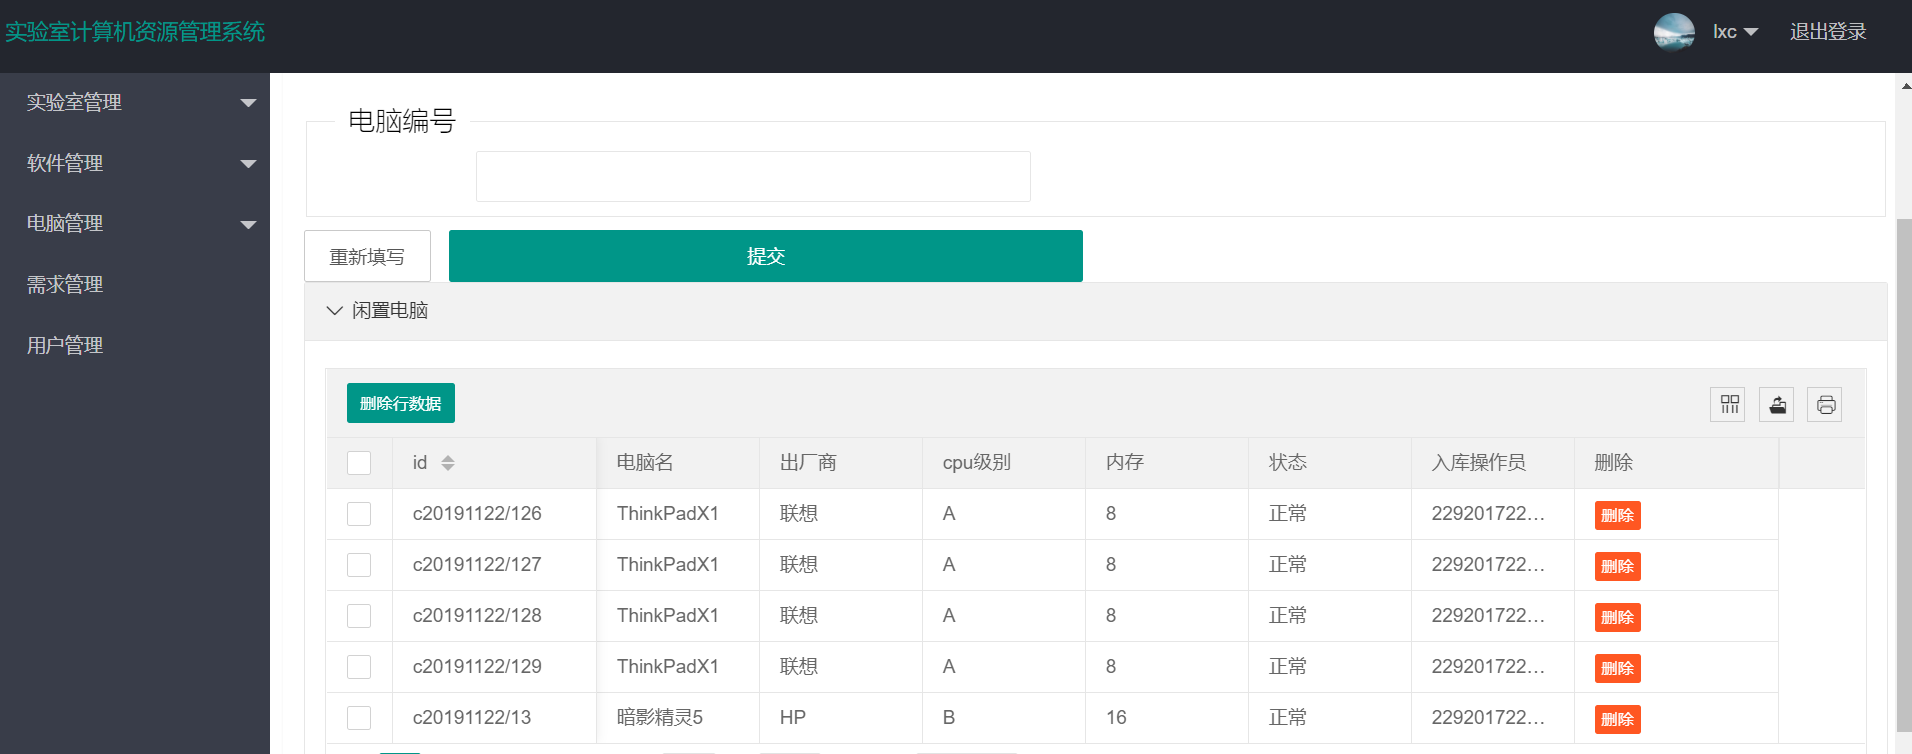 实验室计算机资源管理系统
lxc
退出登录
实验室管理
软件管理
电脑管理
需求管理
用户管理
电脑编号
重新填写
提交
闲置电脑
删除行数据
id 电脑名 出厂商 cpu级别 内存 状态 入库操作员 删除
c20191122/126 ThinkPadX1 联想 A 8 正常 229201722... 删除
c20191122/127 ThinkPadX1 联想 A 8 正常 229201722... 删除
c20191122/128 ThinkPadX1 联想 A 8 正常 229201722... 删除
c20191122/129 ThinkPadX1 联想 A 8 正常 229201722... 删除
c20191122/13 暗影精灵5 HP B 16 正常 229201722... 删除